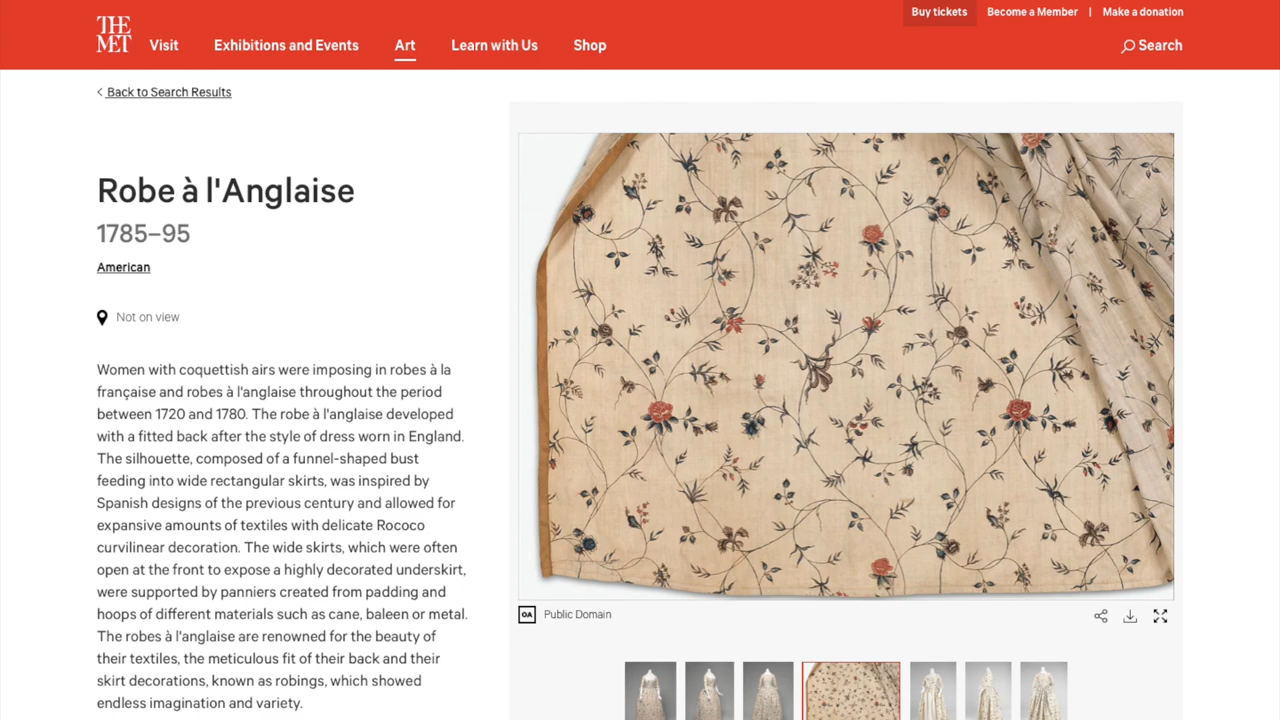 Buy tickets
Become a Member | Make a donation
THE
MET
Visit
Exhibitions and Events
Art
Learn with Us
Shop
Search
Back to Search Results
Robe à l'Anglaise
1785–95
American
Not on view
Women with coquettish airs were imposing in robes à la
française and robes à l'anglaise throughout the period
between 1720 and 1780. The robe à l'anglaise developed
with a fitted back after the style of dress worn in England.
The silhouette, composed of a funnel-shaped bust
feeding into wide rectangular skirts, was inspired by
Spanish designs of the previous century and allowed for
expansive amounts of textiles with delicate Rococo
curvilinear decoration. The wide skirts, which were often
open at the front to expose a highly decorated underskirt,
were supported by panniers created from padding and
hoops of different materials such as cane, baleen or metal.
The robes à l'anglaise are renowned for the beauty of
their textiles, the meticulous fit of their back and their
skirt decorations, known as robings, which showed
endless imagination and variety.
OA Public Domain